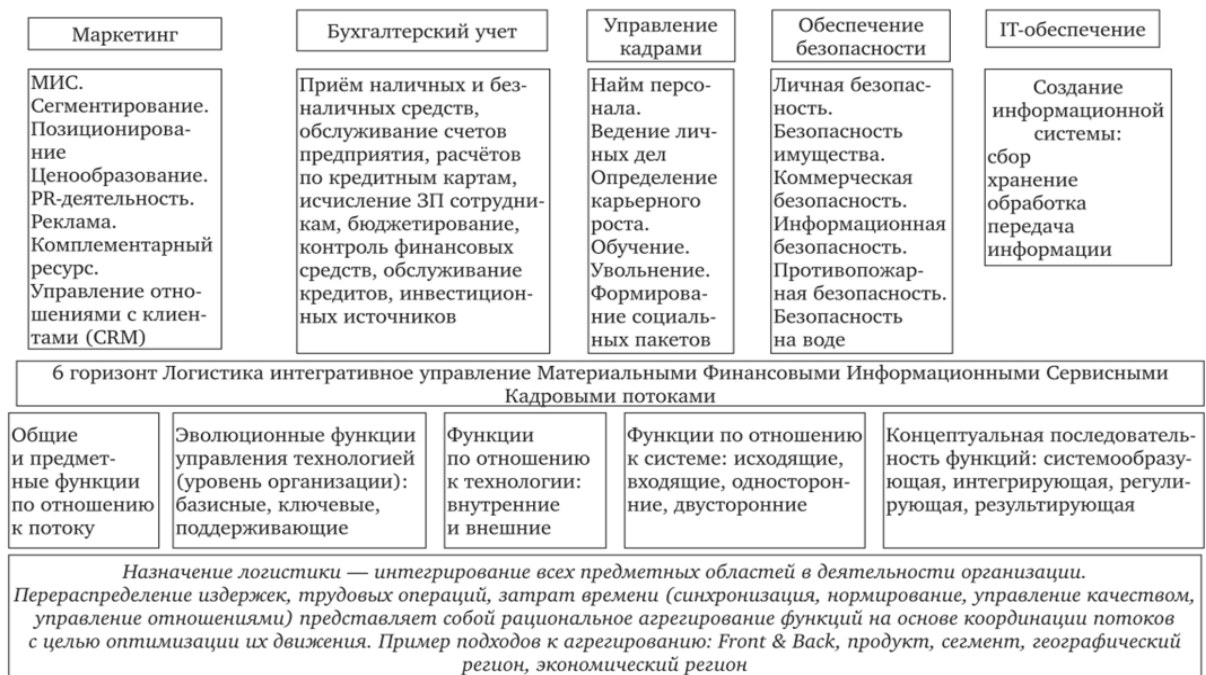 Маркетинг
Бухгалтерский учет
Управление
кадрами
Обеспечение
безопасности
IT-обеспечение
МИС.
Сегментирование.
Позиционирова-
ние
Ценообразование.
PR-деятельность.
Реклама.
Комплементарный
ресурс.
Управление отно-
шениями с клиен-
тами (CRM)
Приём наличных и без-
наличных средств,
обслуживание счетов
предприятия, расчётов
по кредитным картам,
исчисление ЗП сотрудни-
кам, бюджетирование,
контроль финансовых
средств, обслуживание
кредитов, инвестицион-
ных источников
Найм персо-
нала.
Ведение лич-
ных дел
Определение
карьерного
роста.
Обучение.
Увольнение.
Формирова-
ние социаль-
ных пакетов
Личная безопас-
ность.
Безопасность
имущества.
Коммерческая
безопасность.
Информационная
безопасность.
Противопожар-
ная безопасность.
Безопасность
на воде
Создание
информационной
системы:
сбор
хранение
обработка
передача
информации
6 горизонт Логистика интегративное управление Материальными Финансовыми Информационными Сервисными
Кадровыми потоками
Общие
и предмет-
ные функции
по отношению
к потоку
Эволюционные функции
управления технологией
(уровень организации):
базисные, ключевые,
поддерживающие
Функции
по отношению
к технологии:
внутренние
и внешние
Функции по отношению
к системе: исходящие,
входящие, односторон-
ние, двусторонние
Концептуальная последователь-
ность функций: системообразу-
ющая, интегрирующая, регули-
рующая, результирующая
Назначение логистики — интегрирование всех предметных областей в деятельности организации.
Перераспределение издержек, трудовых операций, затрат времени (синхронизация, нормирование, управление качеством,
управление отношениями) представляет собой рациональное агрегирование функций на основе координации потоков
с целью оптимизации их движения. Пример подходов к агрегированию: Front & Back, продукт, сегмент, географический
регион, экономический регион